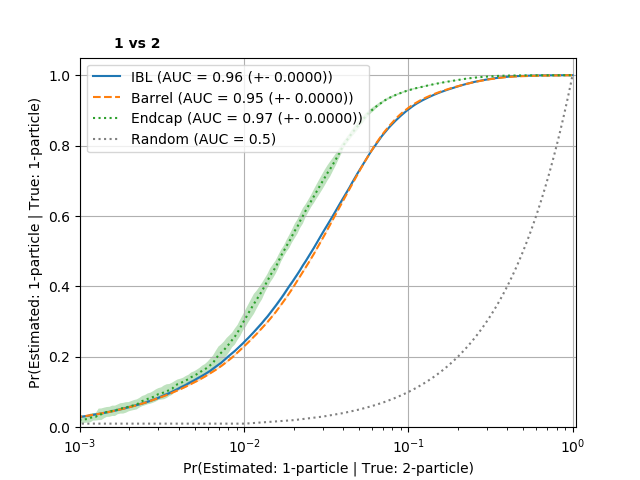 1 vs 2
IBL (AUC = 0.96 (+- 0.0000))
Barrel (AUC = 0.95 (+- 0.0000))
Endcap (AUC = 0.97 (+- 0.0000))
Random (AUC = 0.5)
Pr(Estimated: 1-particle | True: 1-particle)
1.0
0.8
0.6
0.4
0.2
0.0
10⁻³ 10⁻² 10⁻¹ 10⁰
Pr(Estimated: 1-particle | True: 2-particle)